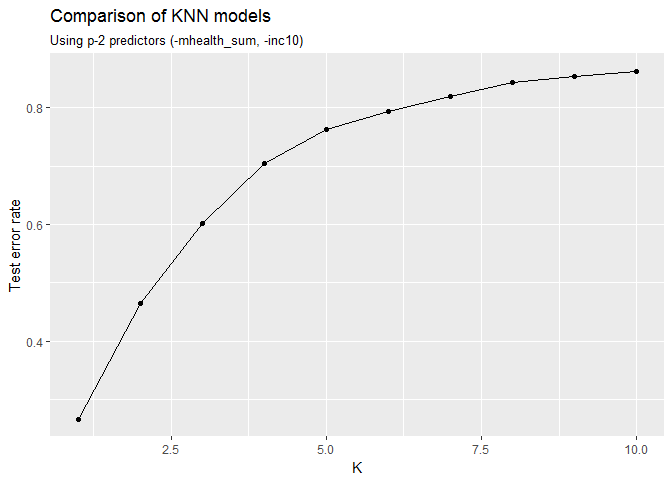 Comparison of KNN models
Using p-2 predictors (-mhealth_sum, -inc10)
Test error rate
0.8
0.6
0.4
2.5 5.0 7.5 10.0
K